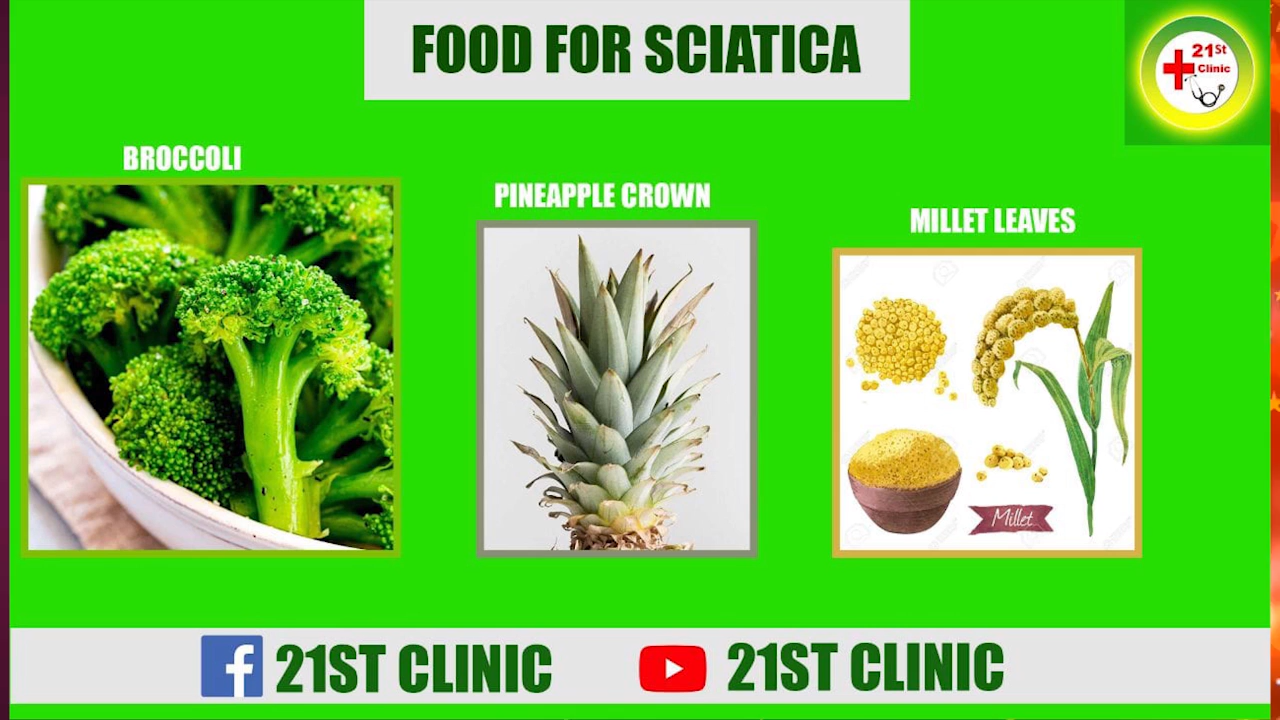 FOOD FOR SCIATICA
21St
Clinic
BROCCOLI
PINEAPPLE CROWN
MILLET LEAVES
Millet
21ST CLINIC
21ST CLINIC